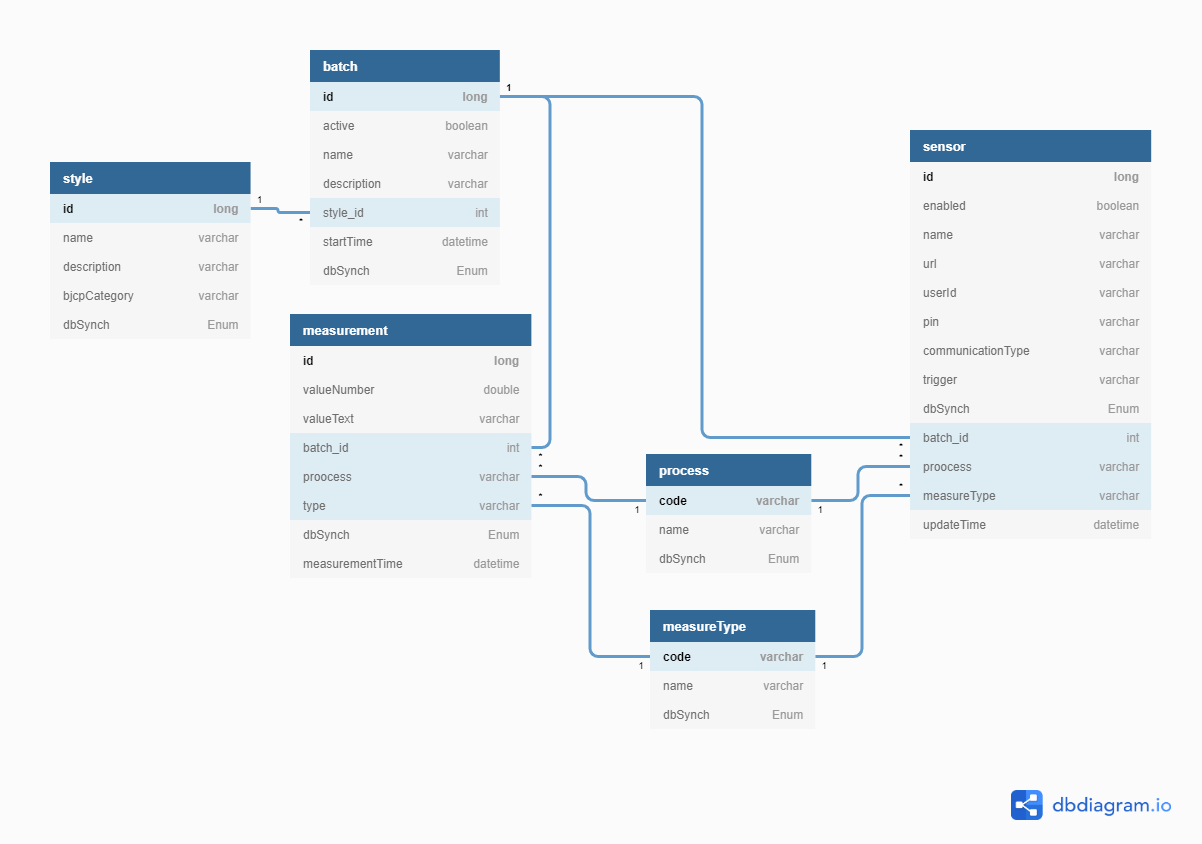 batch
id long
active boolean
name varchar
description varchar
style_id int
startTime datetime
dbSynch Enum
1
style
id long
name varchar
description varchar
bjcpCategory varchar
dbSynch Enum
1
*
measurement
id long
valueNumber double
valueText varchar
batch_id int
proocess varchar
type varchar
dbSynch Enum
measurementTime datetime
*
*
*
process
code varchar
name varchar
dbSynch Enum
1
1
measureType
code varchar
name varchar
dbSynch Enum
1
1
sensor
id long
enabled boolean
name varchar
url varchar
userId varchar
pin varchar
communicationType varchar
trigger varchar
dbSynch Enum
batch_id int
proocess varchar
measureType varchar
updateTime datetime
*
*
*
dbdiagram.io